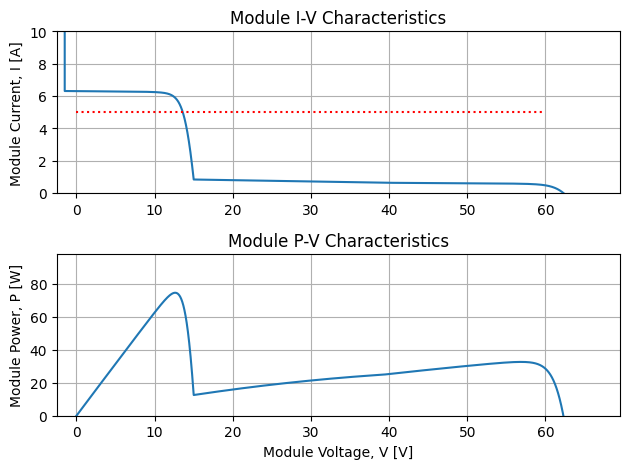 Module I-V Characteristics
Module Current, I [A]
10
8
6
4
2
0
0 10 20 30 40 50 60
Module P-V Characteristics
Module Power, P [W]
80
60
40
20
0
0 10 20 30 40 50 60
Module Voltage, V [V]